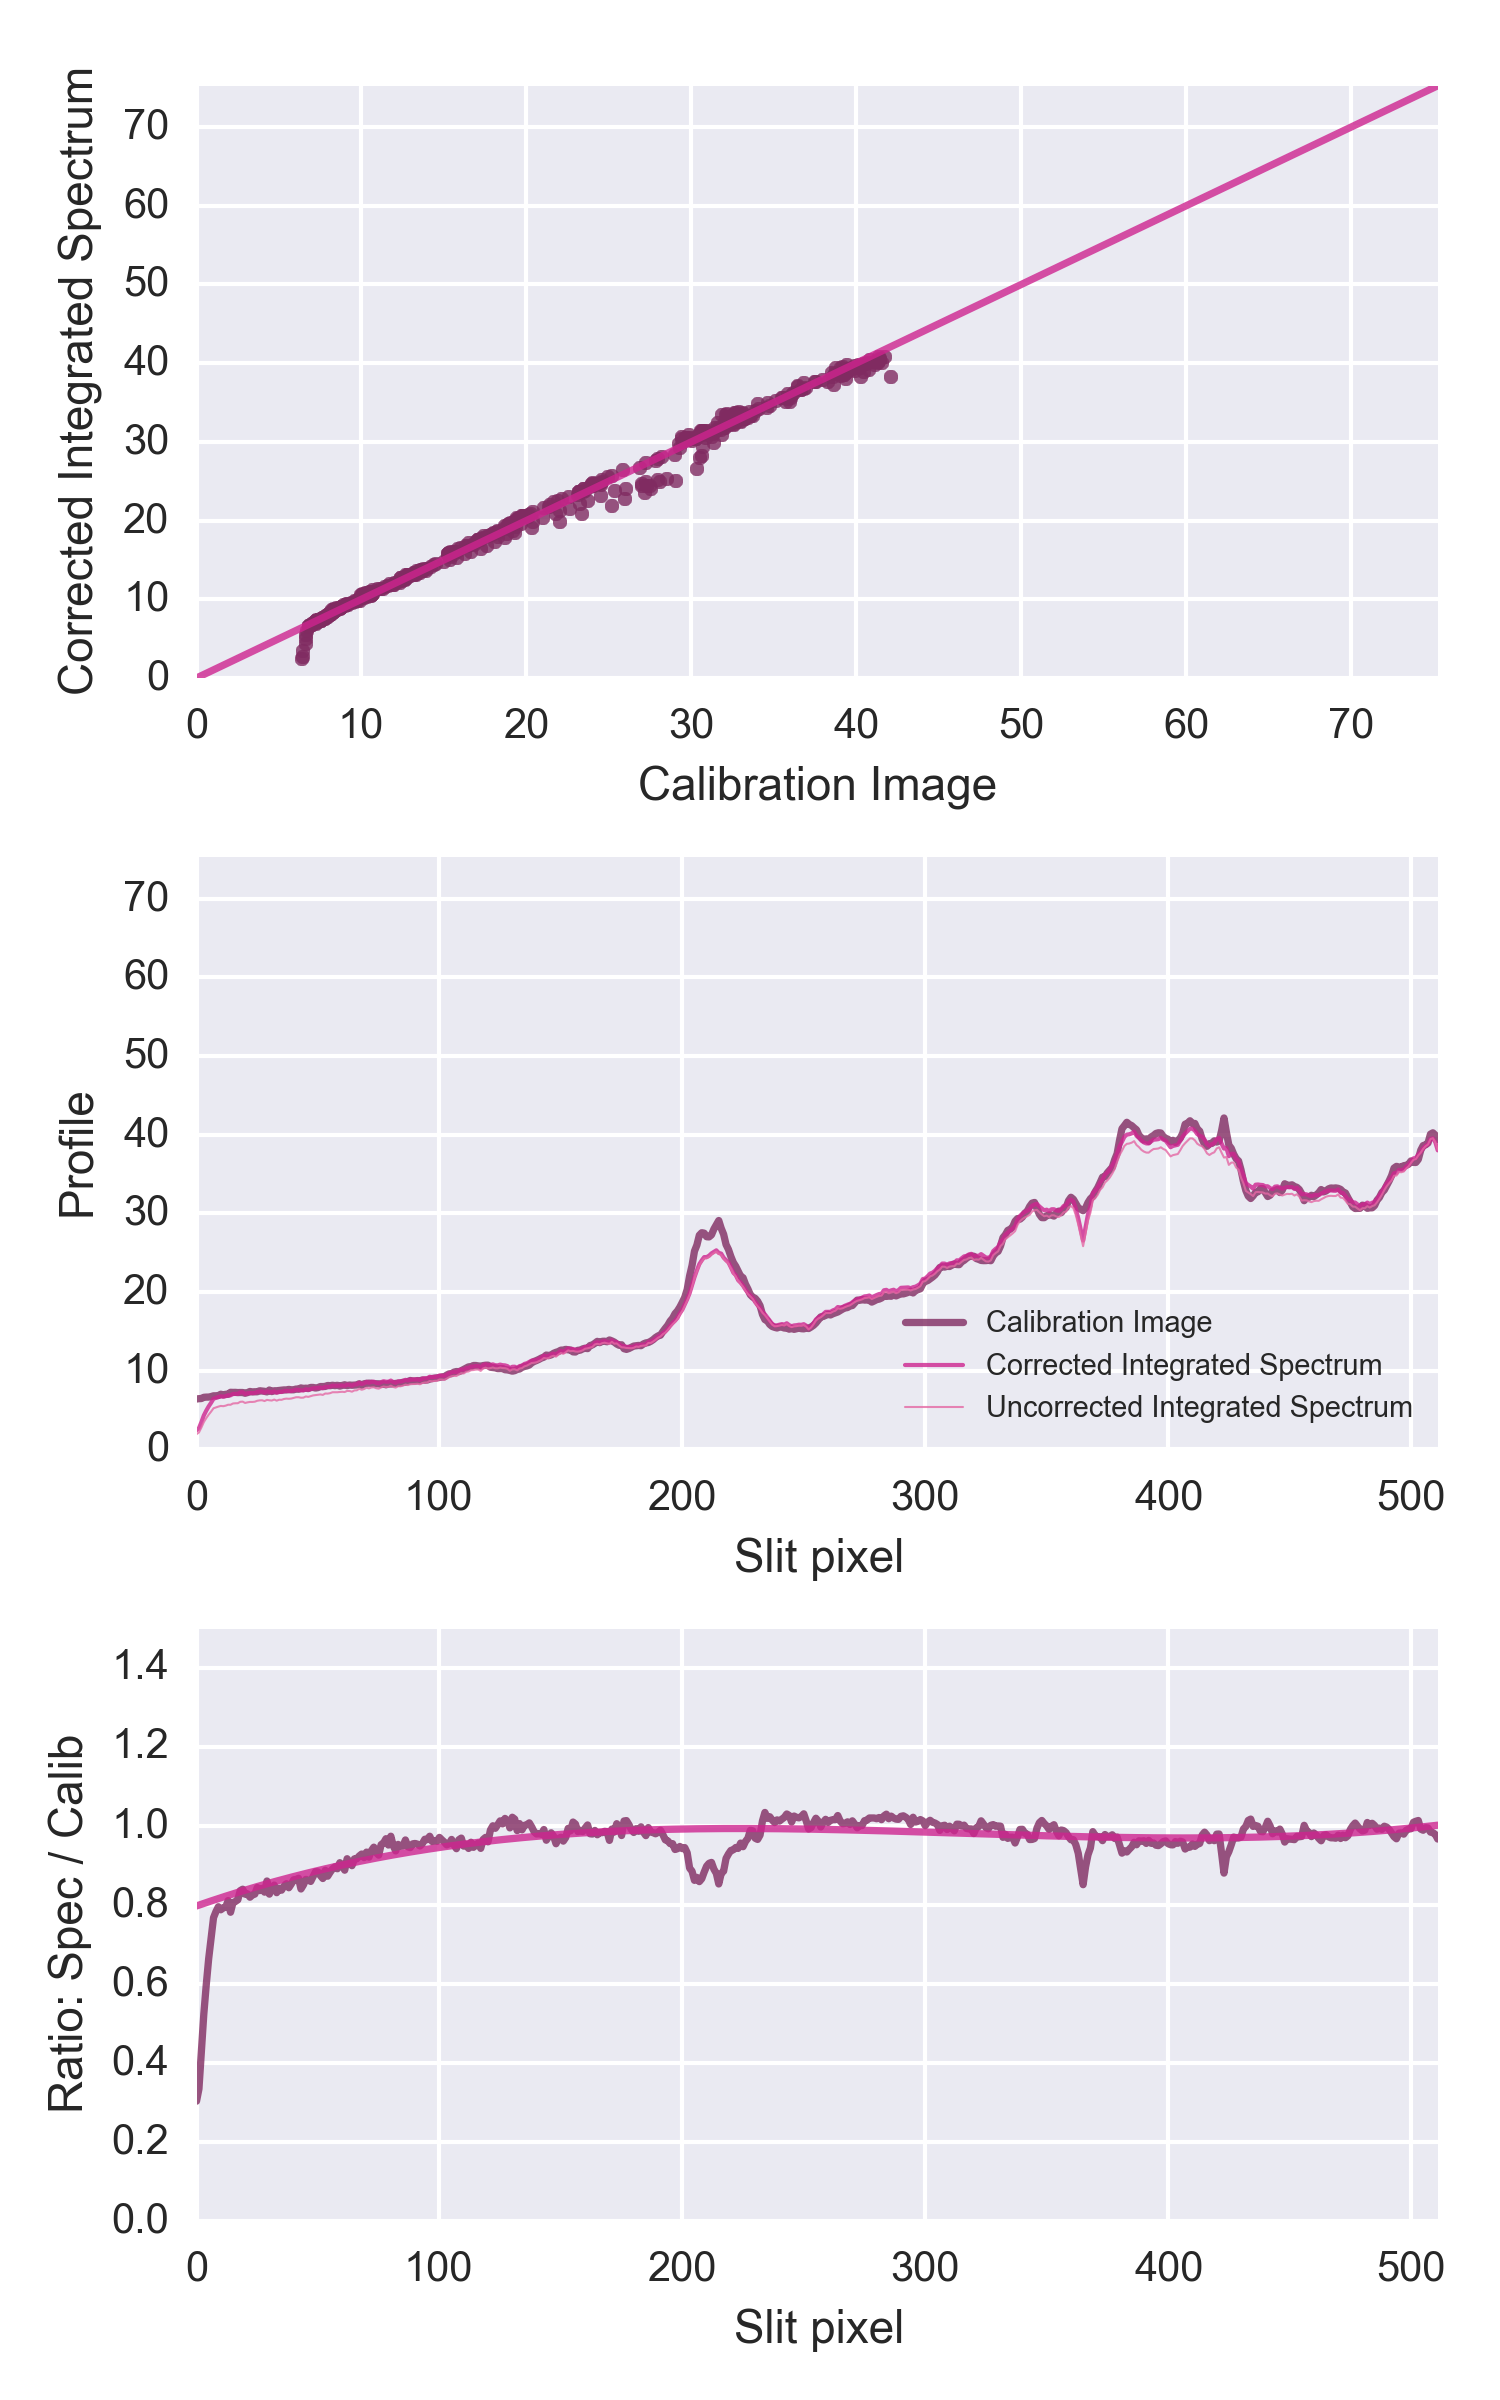 Corrected Integrated Spectrum
70
60
50
40
30
20
10
0
0 10 20 30 40 50 60 70
Calibration Image
Profile
70
60
50
40
30
20
10
0
Calibration Image
Corrected Integrated Spectrum
Uncorrected Integrated Spectrum
0 100 200 300 400 500
Slit pixel
Ratio: Spec / Calib
1.4
1.2
1.0
0.8
0.6
0.4
0.2
0.0
0 100 200 300 400 500
Slit pixel